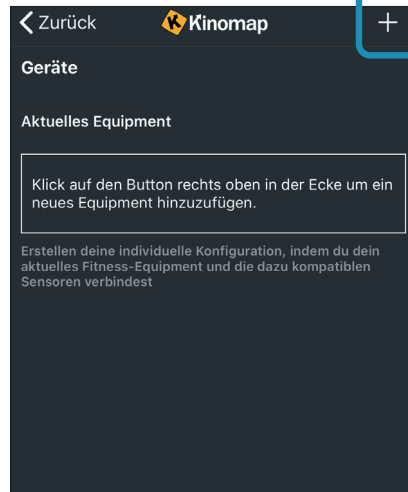 Zurück Kinomap +
Geräte
Aktuelles Equipment
Klick auf den Button rechts oben in der Ecke um ein
neues Equipment hinzuzufügen.
Erstellen deine individuelle Konfiguration, indem du dein
aktuelles Fitness-Equipment und die dazu kompatiblen
Sensoren verbindest